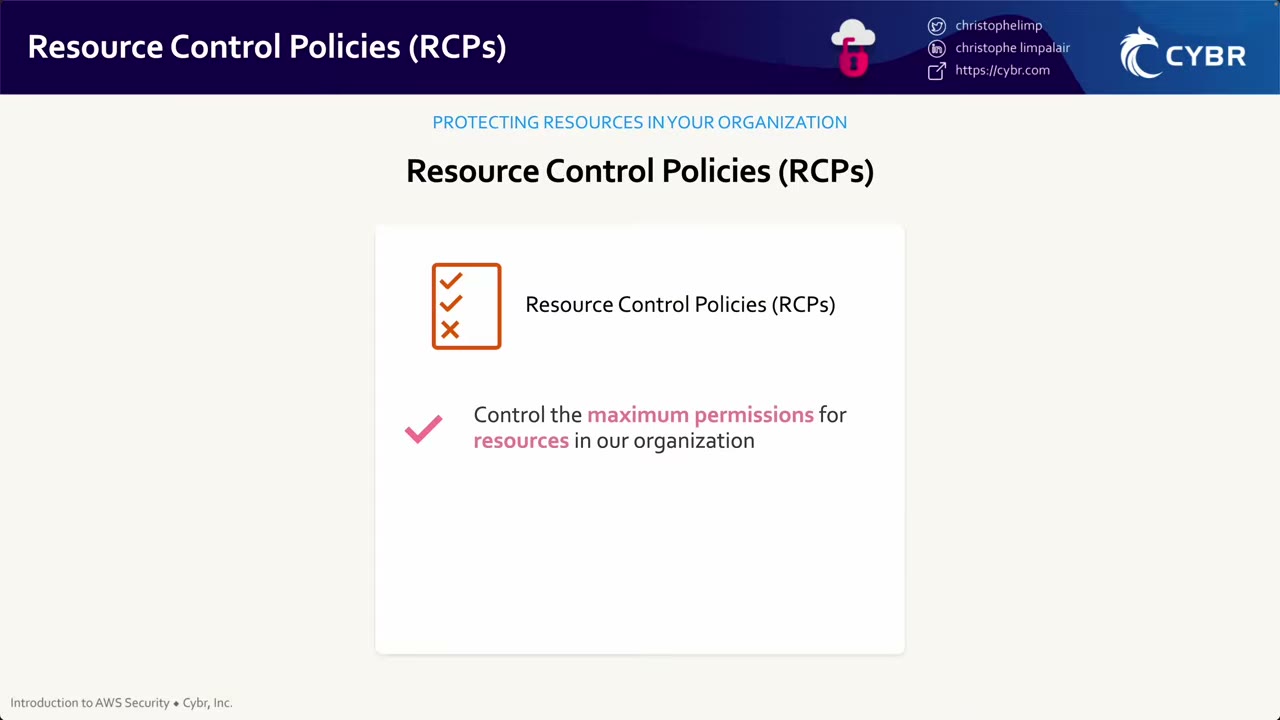 Resource Control Policies (RCPs)
christophelimp
christophe limpalair
https://cybr.com
CYBR
PROTECTING RESOURCES IN YOUR ORGANIZATION
Resource Control Policies (RCPs)
Resource Control Policies (RCPs)
Control the maximum permissions for
resources in our organization
Introduction to AWS Security ◆ Cybr, Inc.